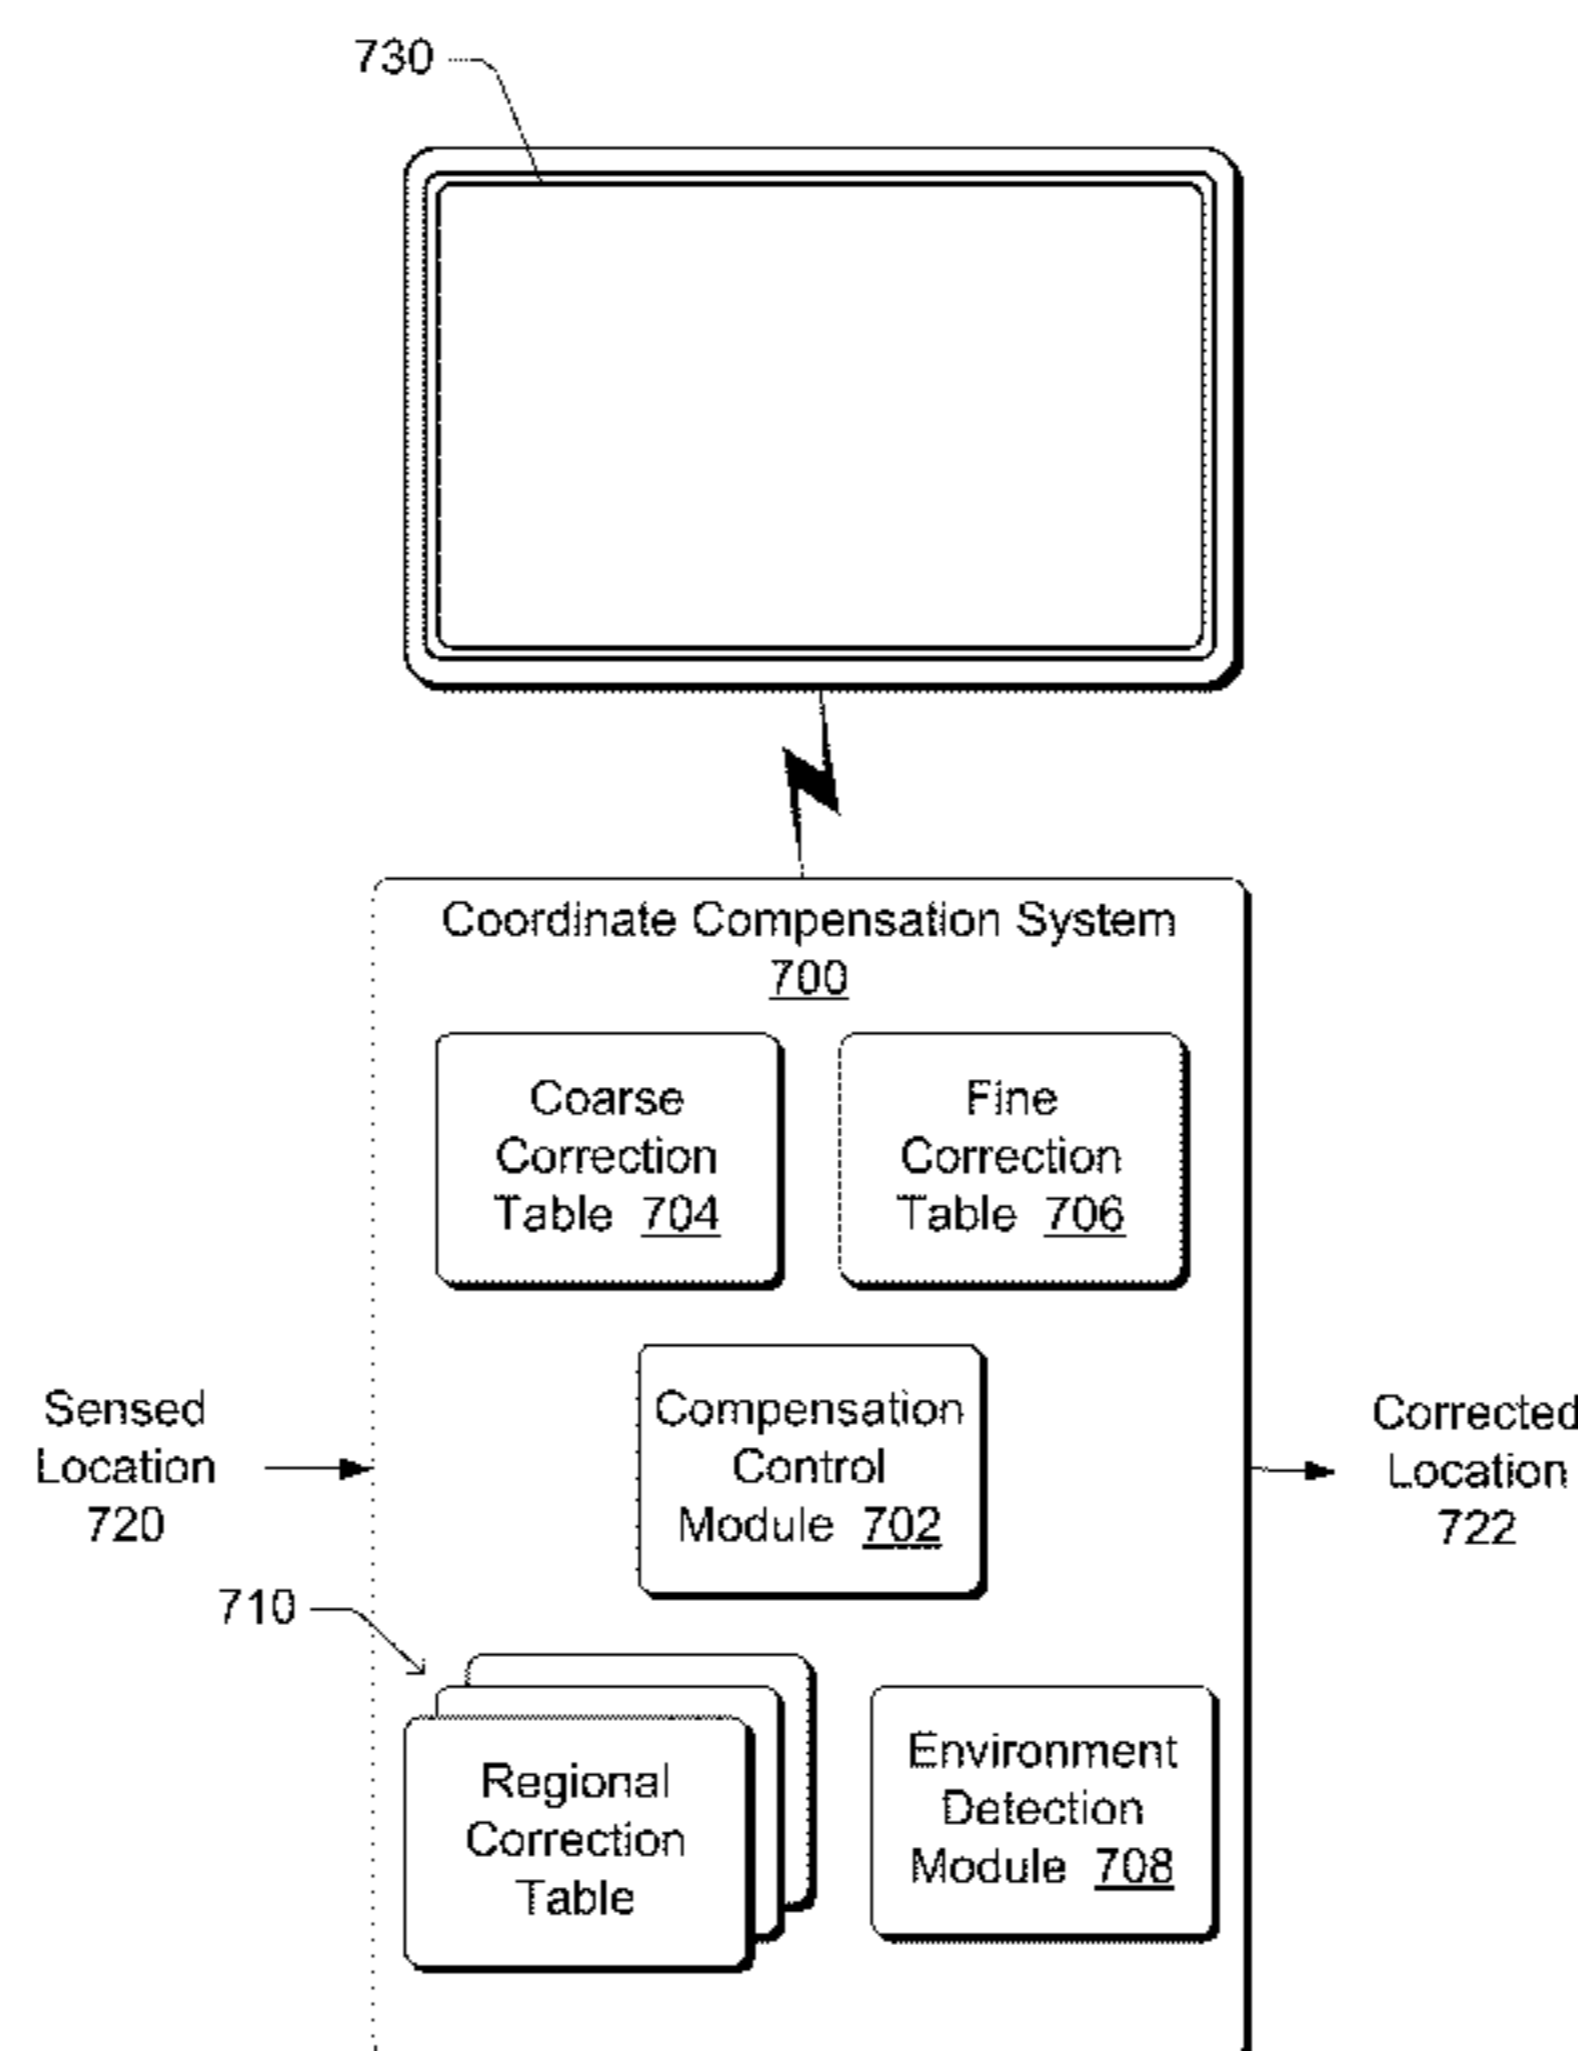 730
Coordinate Compensation System
700
Coarse
Correction
Table 704
Fine
Correction
Table 706
Sensed
Location
720
Compensation
Control
Module 702
Corrected
Location
722
710
Regional
Correction
Table
Environment
Detection
Module 708